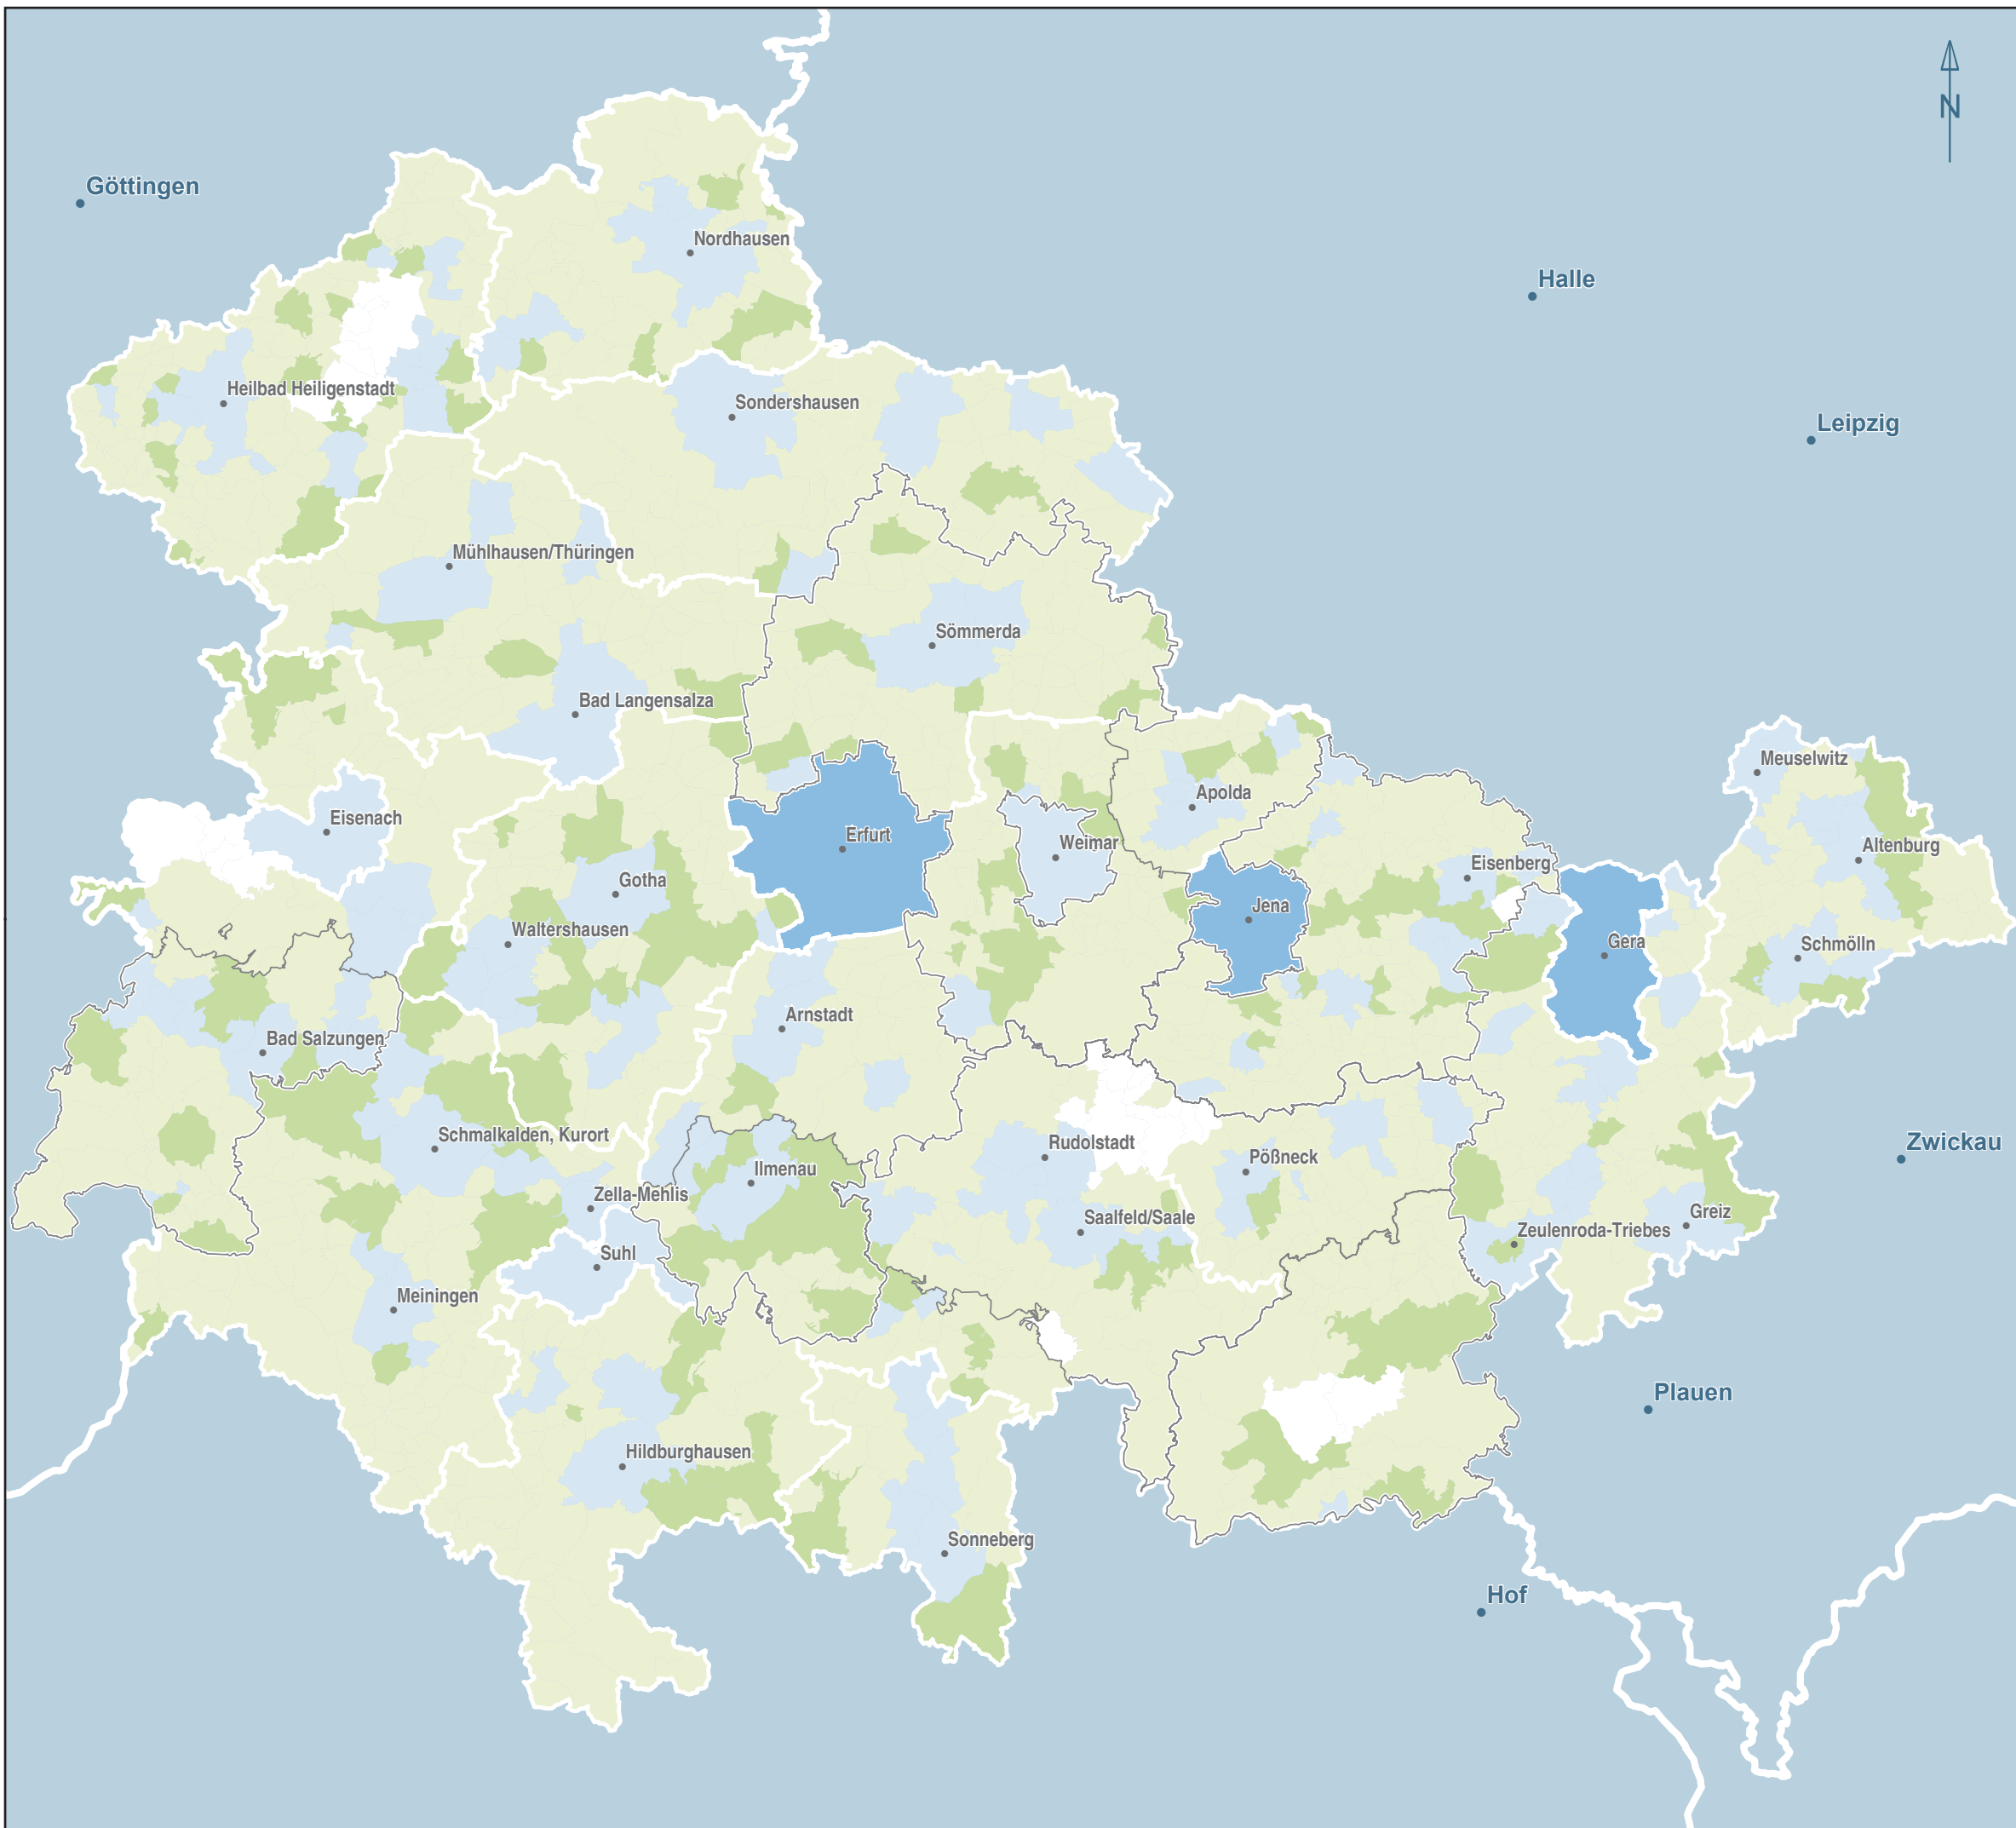 N
Göttingen
Nordhausen
Halle
Heilbad Heiligenstadt
Sondershausen
Leipzig
Mühlhausen/Thüringen
Sömmerda
Bad Langensalza
Meuselwitz
Apolda
Eisenach
Erfurt
Weimar
Altenburg
Eisenberg
Gotha
Jena
Waltershausen
Gera
Schmölln
Arnstadt
Bad Salzungen
Schmalkalden, Kurort
Rudolstadt
Zwickau
Pößneck
Ilmenau
Zella-Mehlis
Saalfeld/Saale
Greiz
Zeulenroda-Triebes
Suhl
Meiningen
Plauen
Hildburghausen
Sonneberg
Hof